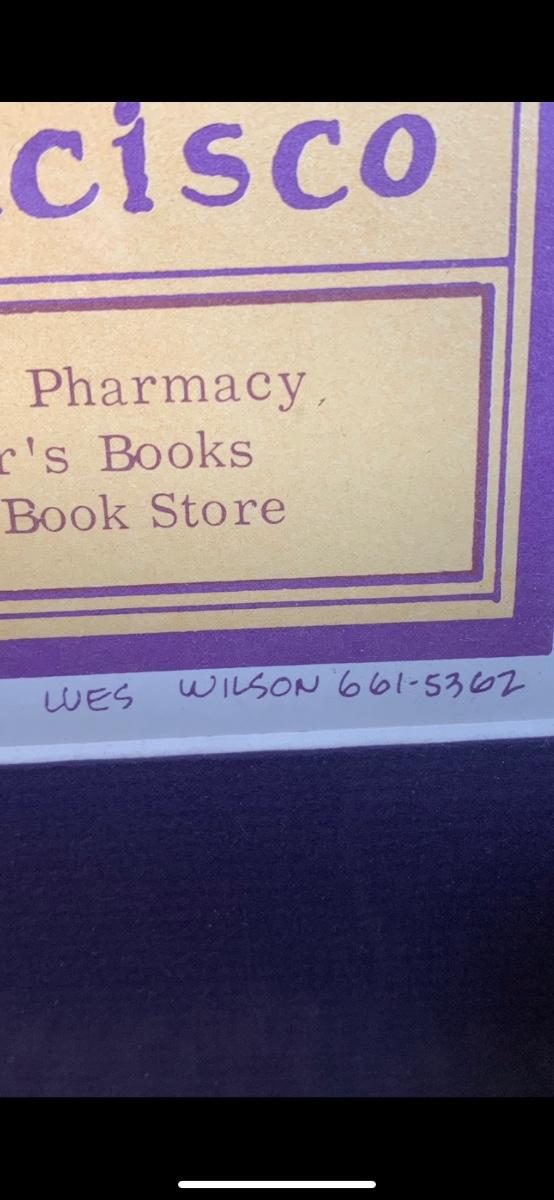 cisco
Pharmacy,
r's Books
Book Store
WES WILSON 661-5362